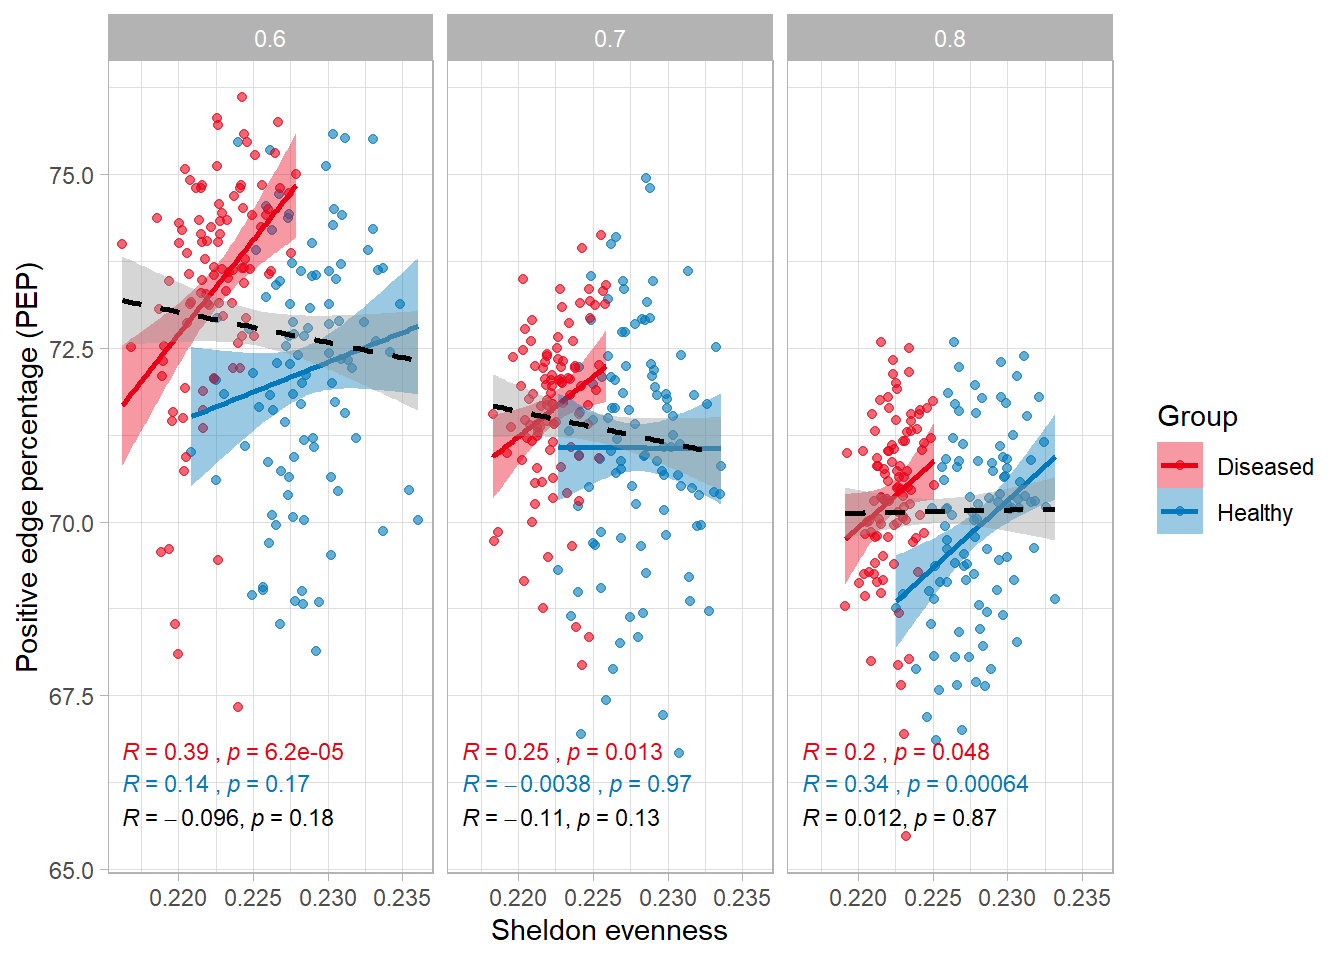 0.6 0.7 0.8
Positive edge percentage (PEP)
75.0
72.5
70.0
67.5
65.0
R = 0.39 , p = 6.2e-05
R = 0.14 , p = 0.17
R = −0.096, p = 0.18
R = 0.25 , p = 0.013
R = −0.0038 , p = 0.97
R = −0.11, p = 0.13
R = 0.2 , p = 0.048
R = 0.34 , p = 0.00064
R = 0.012, p = 0.87
0.220 0.225 0.230 0.235 0.220 0.225 0.230 0.235 0.220 0.225 0.230 0.235
Sheldon evenness
Group
Diseased
Healthy